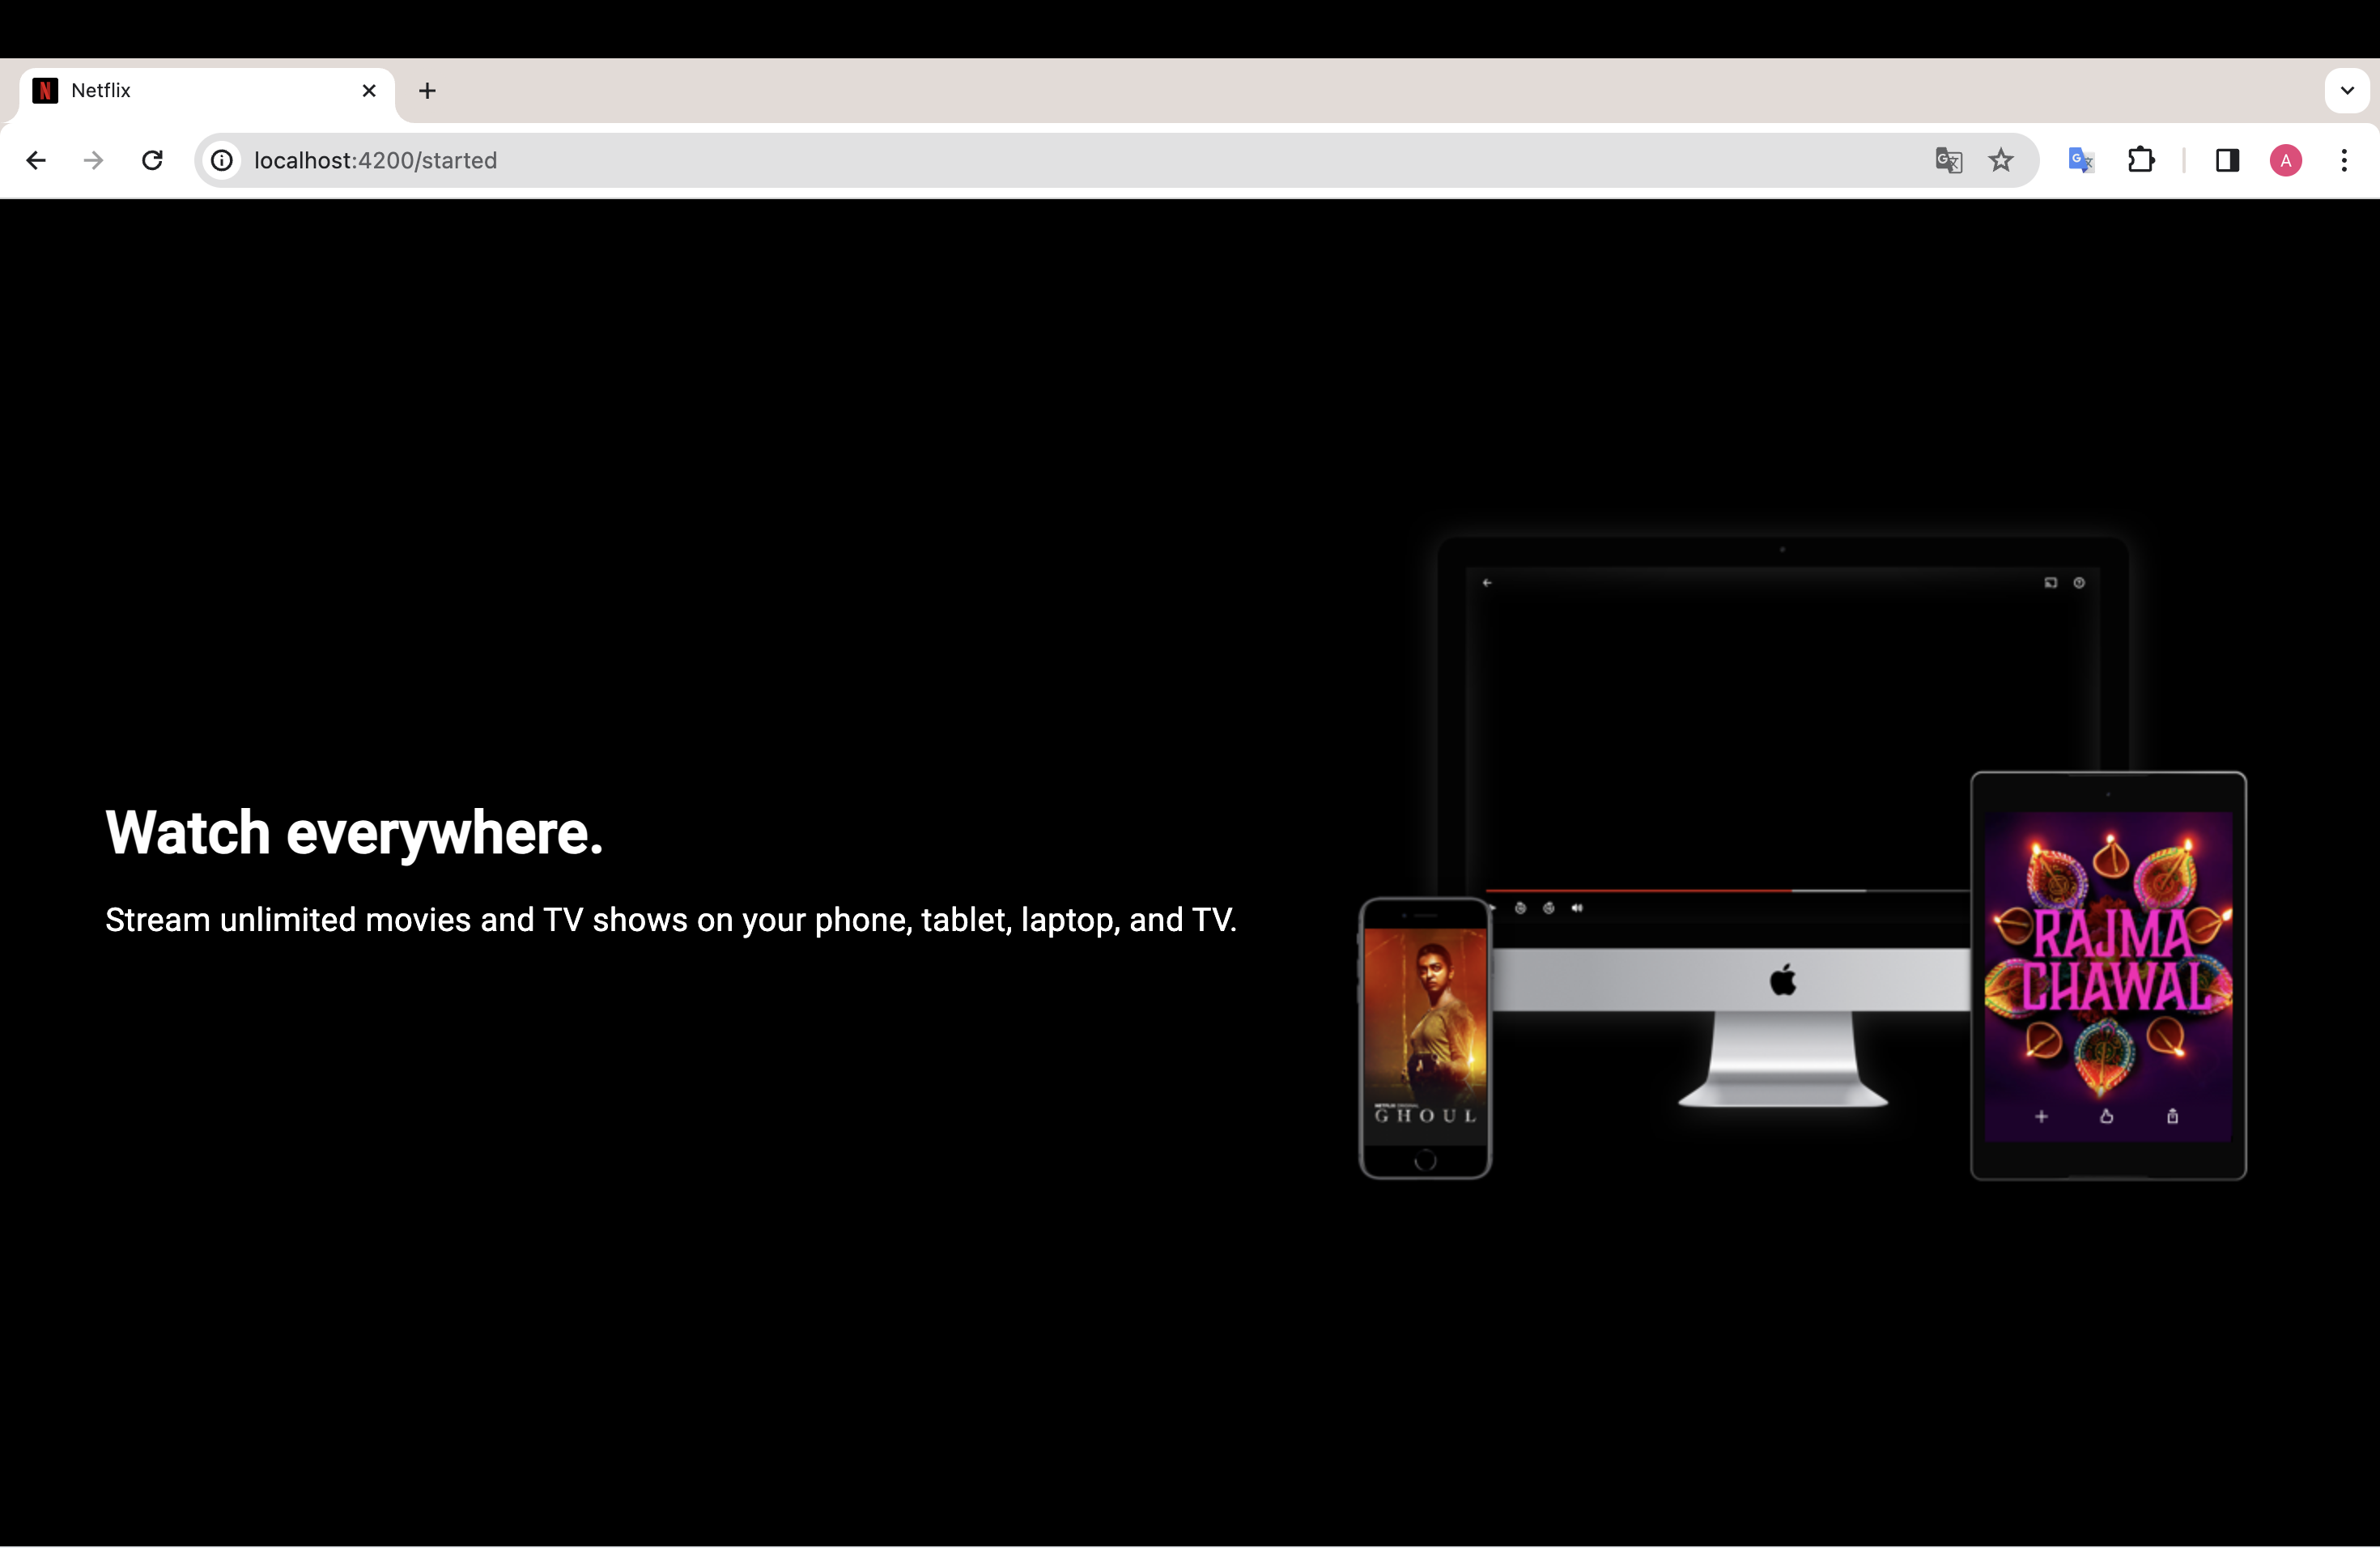 Netflix
localhost:4200/started
A
Watch everywhere.
Stream unlimited movies and TV shows on your phone, tablet, laptop, and TV.
RAJMA
CHAWAL
GHOUL